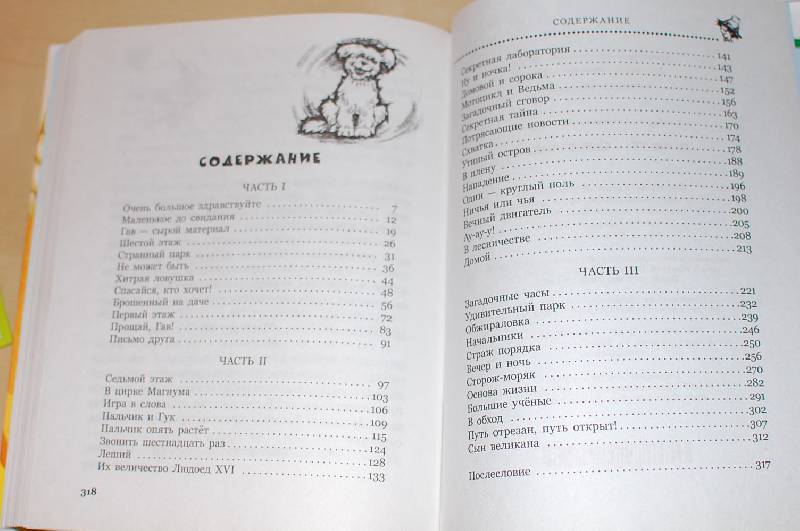 СОДЕРЖАНИЕ
ЧАСТЬ I
Очень большое здравствуйте 7
Маленькое до свидания 12
Гав — сырой материал 19
Шестой этаж 26
Странный парк 31
Не может быть 36
Хитрая ловушка 44
Спасайся, кто хочет! 48
Брошенный на даче 56
Первый этаж 72
Прощай, Гав! 83
Письмо друга 91
ЧАСТЬ II
Седьмой этаж 97
В цирке Магнума 103
Игра в слова 106
Пальчик и Гук 109
Пальчик опять растёт 115
Звонить шестнадцать раз 124
Леший 128
Их величество Людоед XVI 133
318
СОДЕРЖАНИЕ
Секретная лаборатория 141
Ну и ночка! 143
Домовой и сорока 147
Мотоцикл и Ведьма 152
Загадочный сговор 156
Секретная тайна 163
Потрясающие новости 170
Схватка 174
Утиный остров 178
В плену 188
Нападение 189
Один — круглый ноль 196
Ничья или чья 198
Вечный двигатель 200
Ау-ау-у! 205
В лесничестве 208
Домой 213
ЧАСТЬ III
Загадочные часы 221
Удивительный парк 232
Обжираловка 239
Начальники 246
Страж порядка 250
Вечер и ночь 256
Сторож-моряк 270
Основа жизни 282
Большие учёные 291
В обход 302
Путь отрезан, путь открыт! 307
Сын великана 312
Послесловие 317